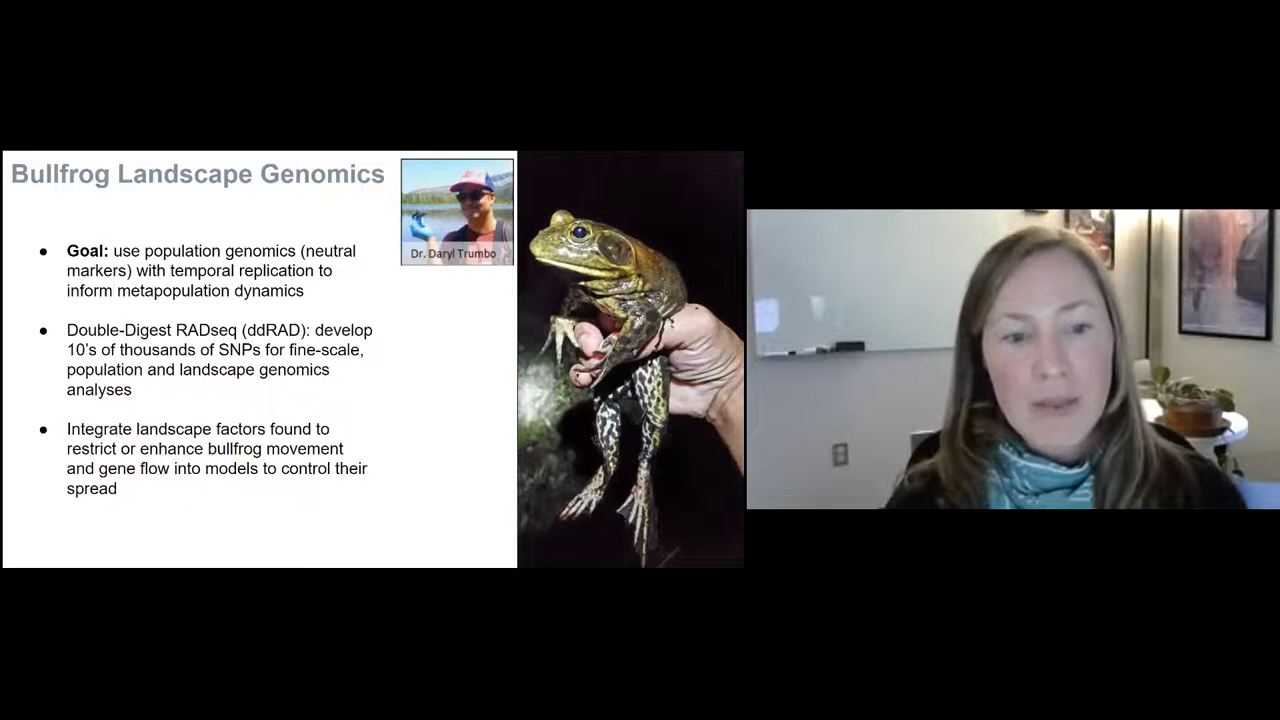 Bullfrog Landscape Genomics
Dr. Daryl Trumbo
● Goal: use population genomics (neutral
markers) with temporal replication to
inform metapopulation dynamics
● Double-Digest RADseq (ddRAD): develop
10's of thousands of SNPs for fine-scale,
population and landscape genomics
analyses
● Integrate landscape factors found to
restrict or enhance bullfrog movement
and gene flow into models to control their
spread